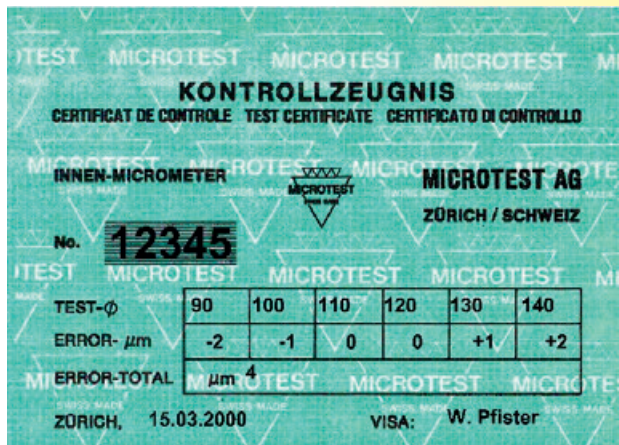 KONTROLLZEUGNIS
CERTIFICAT DE CONTROLE TEST CERTIFICATE CERTIFICATO DI CONTROLLO
INNEN-MICROMETER
MICROTEST
SWISS MADE
MICROTEST AG
ZÜRICH / SCHWEIZ
No. 12345
TEST-ϕ 90 100 110 120 130 140
ERROR- μm -2 -1 0 0 +1 +2
ERROR-TOTAL μm 4
ZÜRICH, 15.03.2000 VISA: W. Pfister